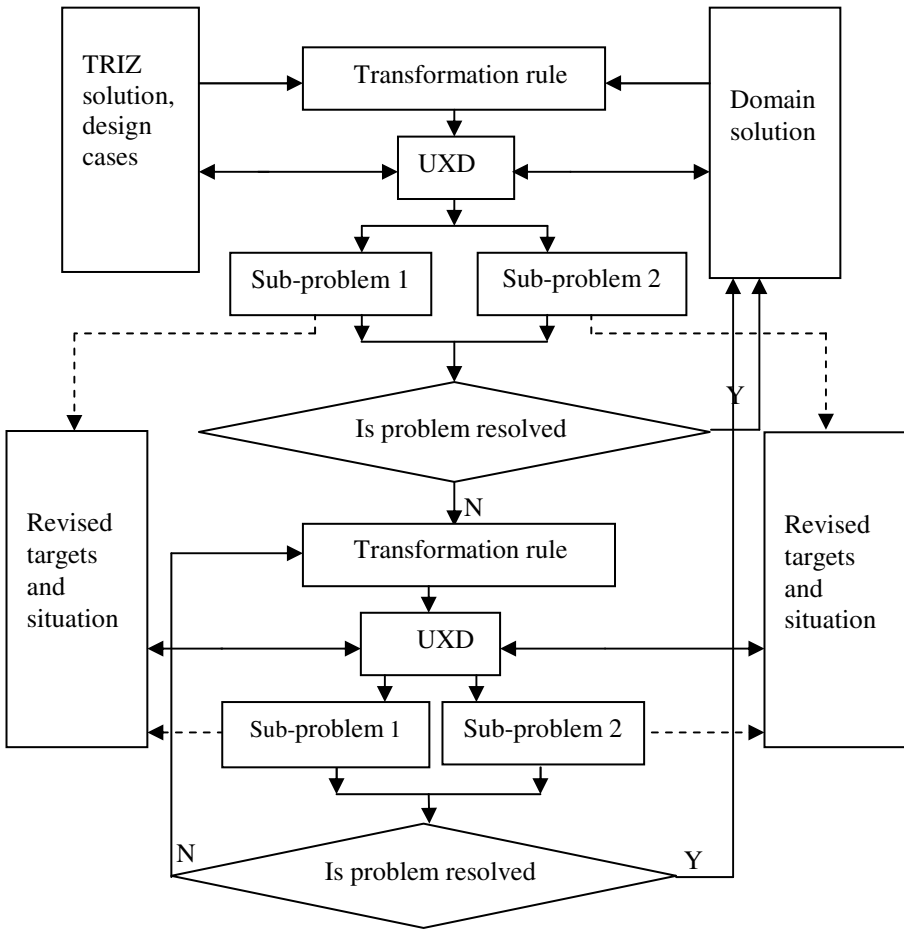 TRIZ
solution,
design
cases
Transformation rule
Domain
solution
UXD
Sub-problem 1
Sub-problem 2
Y
Is problem resolved
N
Revised
targets
and
situation
Transformation rule
Revised
targets
and
situation
UXD
Sub-problem 1
Sub-problem 2
N
Is problem resolved
Y